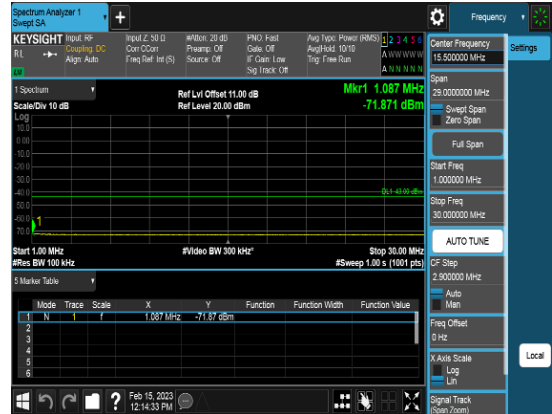 Spectrum Analyzer 1
Swept SA
Frequency
KEYSIGHT
RL
Input: RF
Coupling: DC
Align: Auto
Input Z: 50 Ω
Corr CCorr
Freq Ref: Int (S)
#Atten: 20 dB
Preamp: Off
Source: Off
PNO: Fast
Gate: Off
IF Gain: Low
Sig Track: Off
Avg Type: Power (RMS)
Avg|Hold: 10/10
Trig: Free Run
1 2 3 4 5 6
A W W W W W
A N N N N N
1 Spectrum
Scale/Div 10 dB
Ref Lvl Offset 11.00 dB
Ref Level 20.00 dBm
Mkr1 1.087 MHz
-71.871 dBm
Log
10.0
0.00
-10.0
-20.0
-30.0
-40.0
-50.0
-60.0
-70.0
DL1 -43.00 dBm
1
Start 1.00 MHz
#Res BW 100 kHz
#Video BW 300 kHz*
Stop 30.00 MHz
#Sweep 1.00 s (1001 pts)
5 Marker Table
Mode Trace Scale X Y Function Function Width Function Value
1 N 1 f 1.087 MHz -71.87 dBm
2
3
4
5
6
Feb 15, 2023
12:14:33 PM
Center Frequency
15.500000 MHz
Settings
Span
29.0000000 MHz
Swept Span
Zero Span
Full Span
Start Freq
1.000000 MHz
Stop Freq
30.000000 MHz
AUTO TUNE
CF Step
2.900000 MHz
Auto
Man
Freq Offset
0 Hz
X Axis Scale
Log
Lin
Local
Signal Track
(Span Zoom)